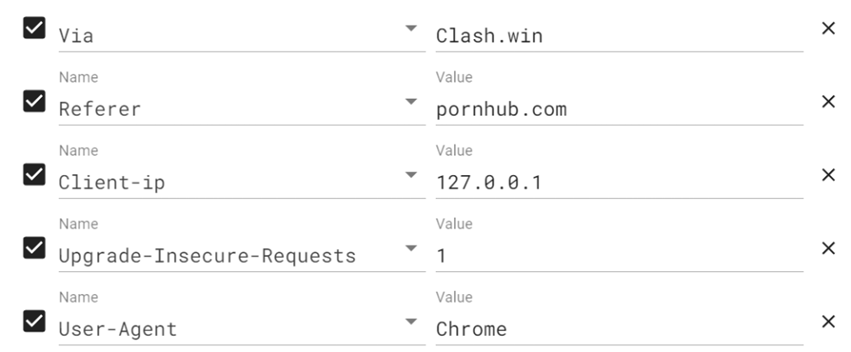 Via Clash.win
Name Value
Referer pornhub.com
Name Value
Client-ip 127.0.0.1
Name Value
Upgrade-Insecure-Requests 1
Name Value
User-Agent Chrome